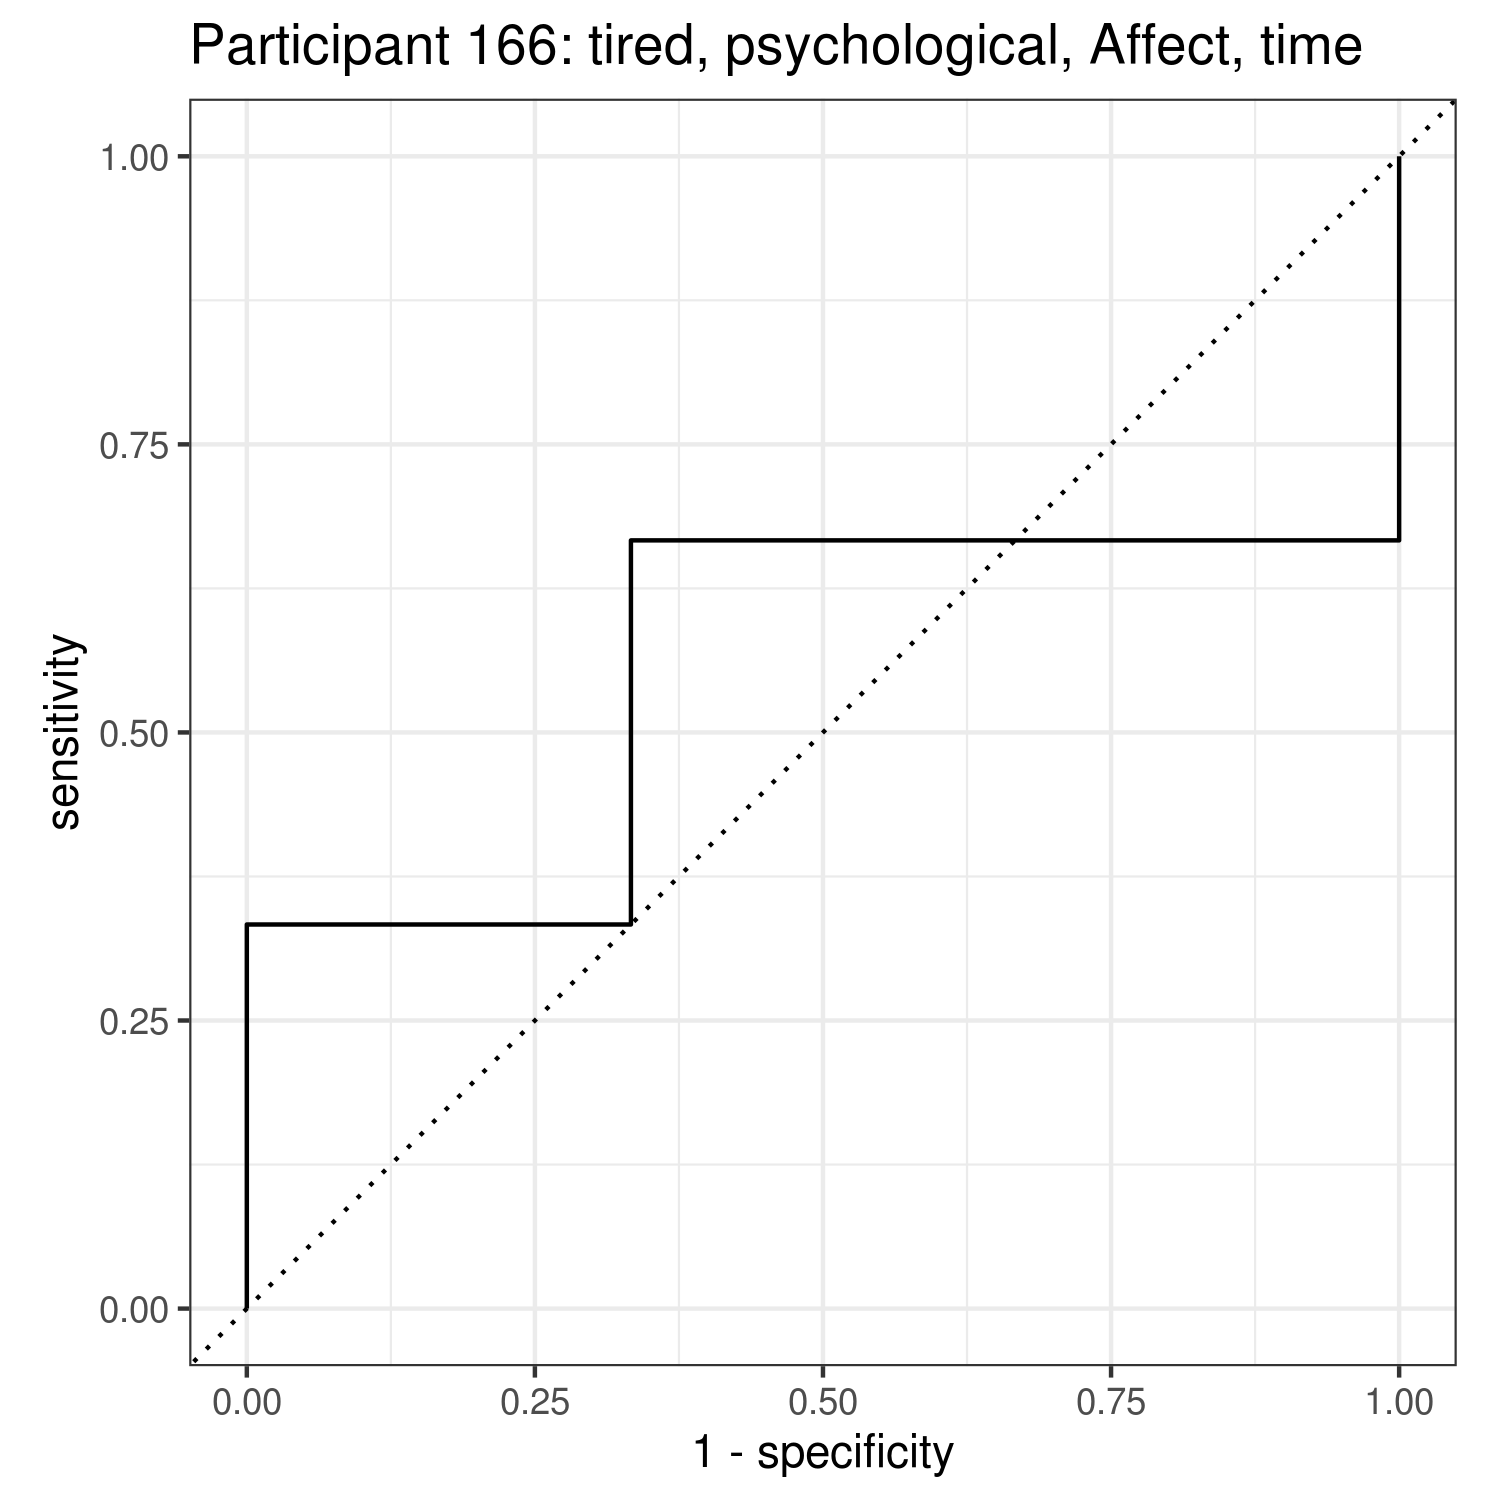 Participant 166: tired, psychological, Affect, time
1.00
0.75
0.50
0.25
0.00
sensitivity
0.00 0.25 0.50 0.75 1.00
1 - specificity